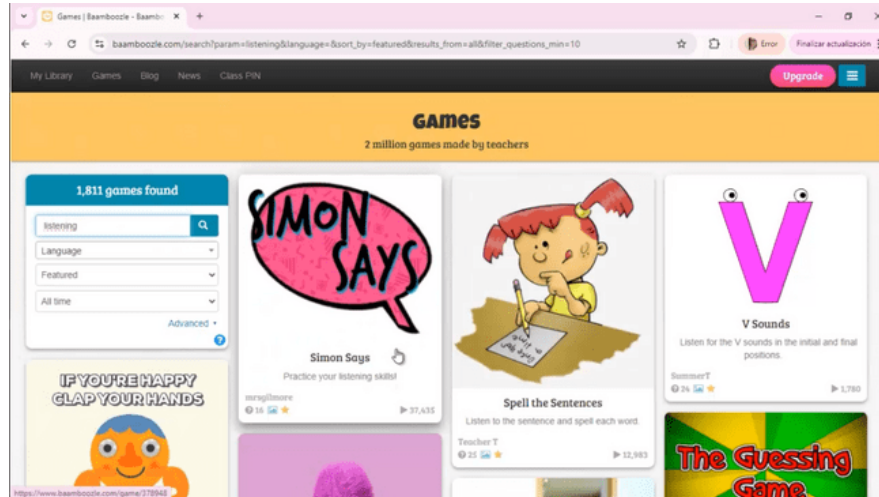 Games | Baamboozle - Baambo
baamboozle.com/search?param=listening&language=&sort_by=featured&results_from=all&filter_questions_min=10
Error
Finalizar actualización
My Library
Games
Blog
News
Class PIN
Upgrade
GAMES
2 million games made by teachers
1,811 games found
listening
Language
Featured
All time
Advanced
SIMON
SAYS
Simon Says
Practice your listening skills!
mrsgillmore
16
37,435
Spell the Sentences
Listen to the sentence and spell each word.
Teacher T
25
12,983
V
V Sounds
Listen for the V sounds in the initial and final
positions.
SummerT
24
1,780
IF YOU'RE HAPPY
CLAP YOUR HANDS
The Guessing
Game
https://www.baamboozle.com/game/378948